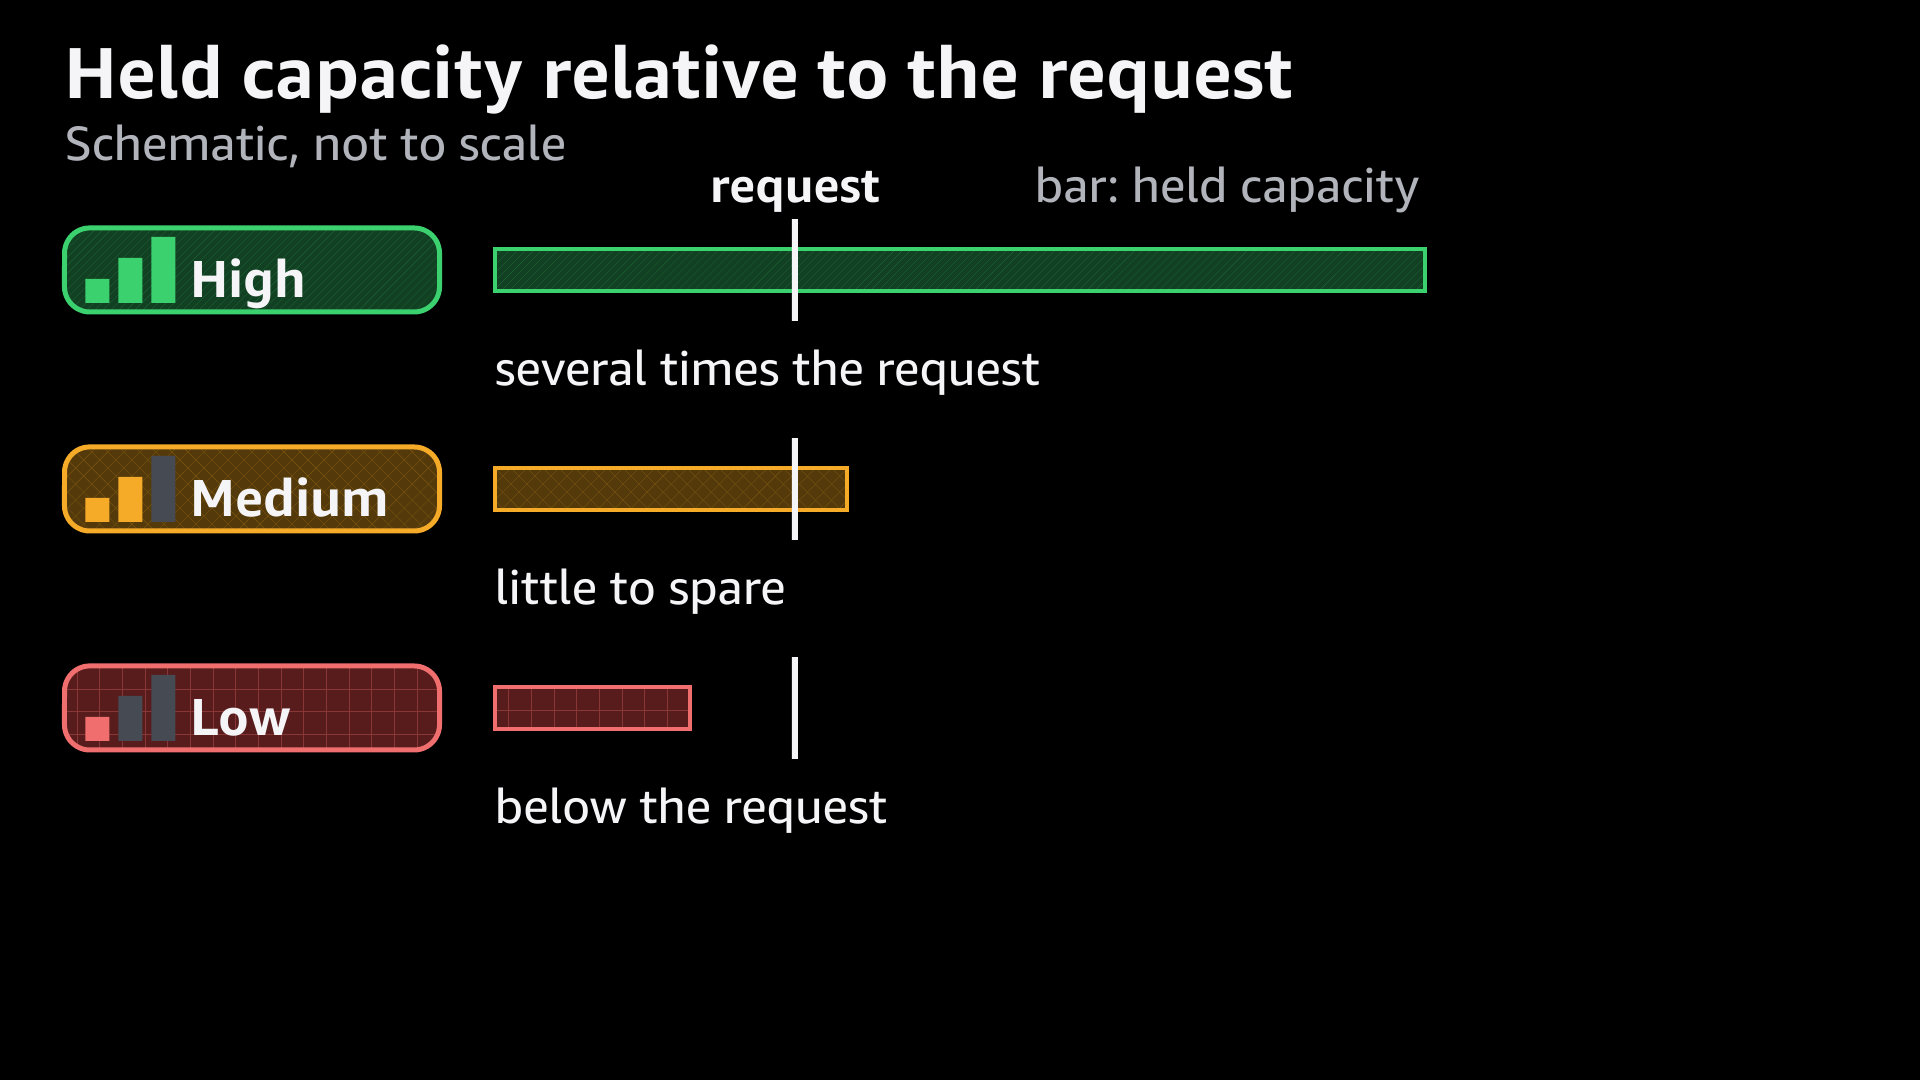 Held capacity relative to the request
Schematic, not to scale
request
bar: held capacity
High
several times the request
Medium
little to spare
Low
below the request